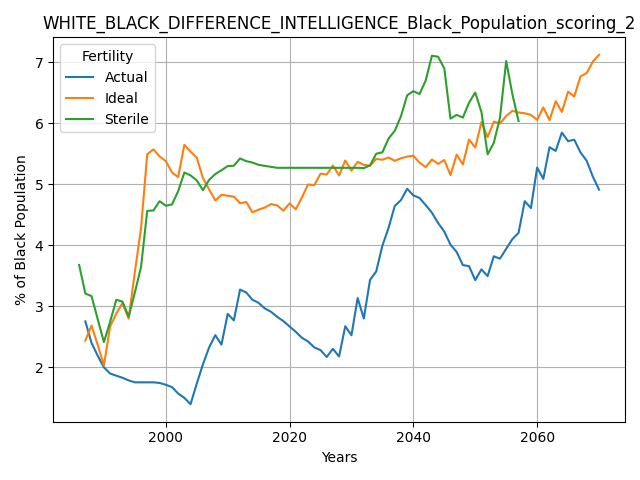 WHITE_BLACK_DIFFERENCE_INTELLIGENCE_Black_Population_scoring_2
Fertility
Actual
Ideal
Sterile
% of Black Population
7
6
5
4
3
2
2000 2020 2040 2060
Years